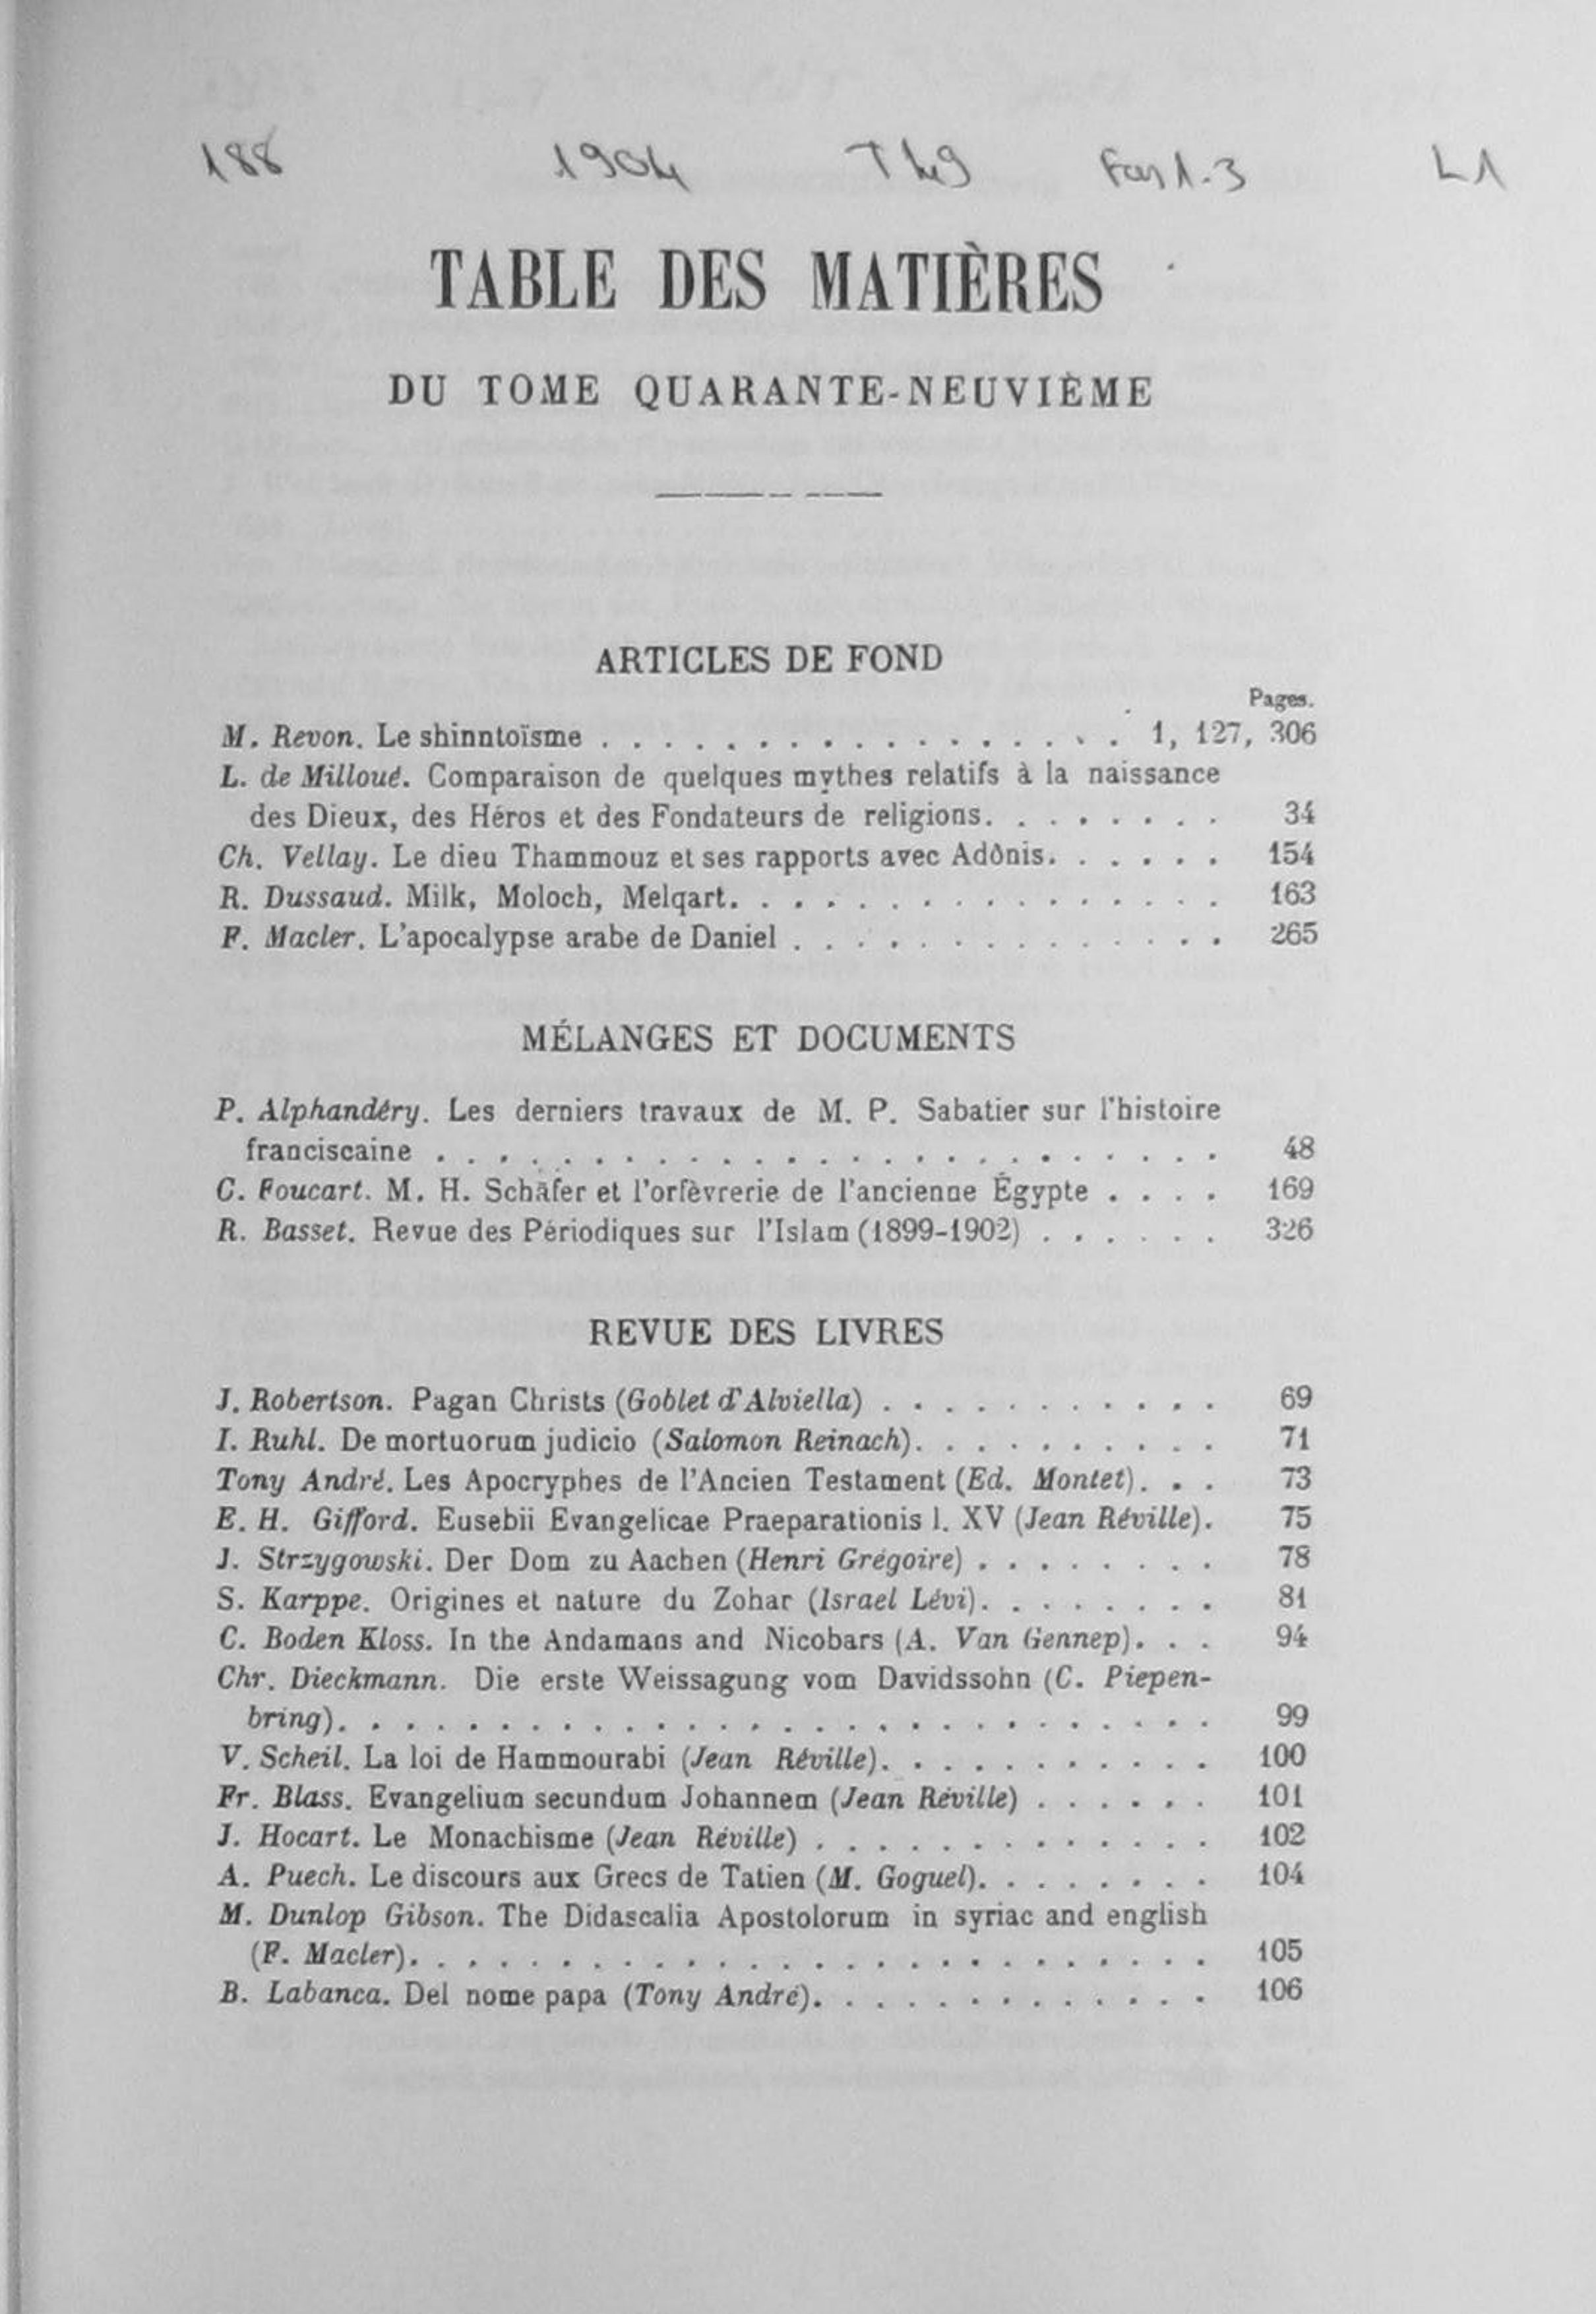 188 1904 T49 Fas 1-3 L1
TABLE DES MATIÈRES
DU TOME QUARANTE-NEUVIÈME
ARTICLES DE FOND
Pages.
M. Revon. Le shinntoïsme . . . . . . . . . . . . . . . . . 1, 127, 306
L. de Milloué. Comparaison de quelques mythes relatifs à la naissance
des Dieux, des Héros et des Fondateurs de religions. . . . . . . . 34
Ch. Vellay. Le dieu Thammouz et ses rapports avec Adônis. . . . . . 154
R. Dussaud. Milk, Moloch, Melqart. . . . . . . . . . . . . . . . 163
F. Macler. L'apocalypse arabe de Daniel . . . . . . . . . . . . . . 265
MÉLANGES ET DOCUMENTS
P. Alphandéry. Les derniers travaux de M. P. Sabatier sur l'histoire
franciscaine . . . . . . . . . . . . . . . . . . . . . . . . . 48
C. Foucart. M. H. Schäfer et l'orfèvrerie de l'ancienne Égypte . . . . 169
R. Basset. Revue des Périodiques sur l'Islam (1899-1902) . . . . . . 326
REVUE DES LIVRES
J. Robertson. Pagan Christs (Goblet d'Alviella) . . . . . . . . . . . 69
I. Ruhl. De mortuorum judicio (Salomon Reinach). . . . . . . . . . 71
Tony André. Les Apocryphes de l'Ancien Testament (Ed. Montet). . . 73
E. H. Gifford. Eusebii Evangelicae Praeparationis l. XV (Jean Réville). 75
J. Strzygowski. Der Dom zu Aachen (Henri Grégoire) . . . . . . . . 78
S. Karppe. Origines et nature du Zohar (Israel Lévi). . . . . . . . 81
C. Boden Kloss. In the Andamans and Nicobars (A. Van Gennep). . . 94
Chr. Dieckmann. Die erste Weissagung vom Davidssohn (C. Piepen-
bring). . . . . . . . . . . . . . . . . . . . . . . . . . . . 99
V. Scheil. La loi de Hammourabi (Jean Réville). . . . . . . . . . . 100
Fr. Blass. Evangelium secundum Johannem (Jean Réville) . . . . . . 101
J. Hocart. Le Monachisme (Jean Réville) . . . . . . . . . . . . . 102
A. Puech. Le discours aux Grecs de Tatien (M. Goguel). . . . . . . . 104
M. Dunlop Gibson. The Didascalia Apostolorum in syriac and english
(F. Macler). . . . . . . . . . . . . . . . . . . . . . . . . . 105
B. Labanca. Del nome papa (Tony André). . . . . . . . . . . . . 106